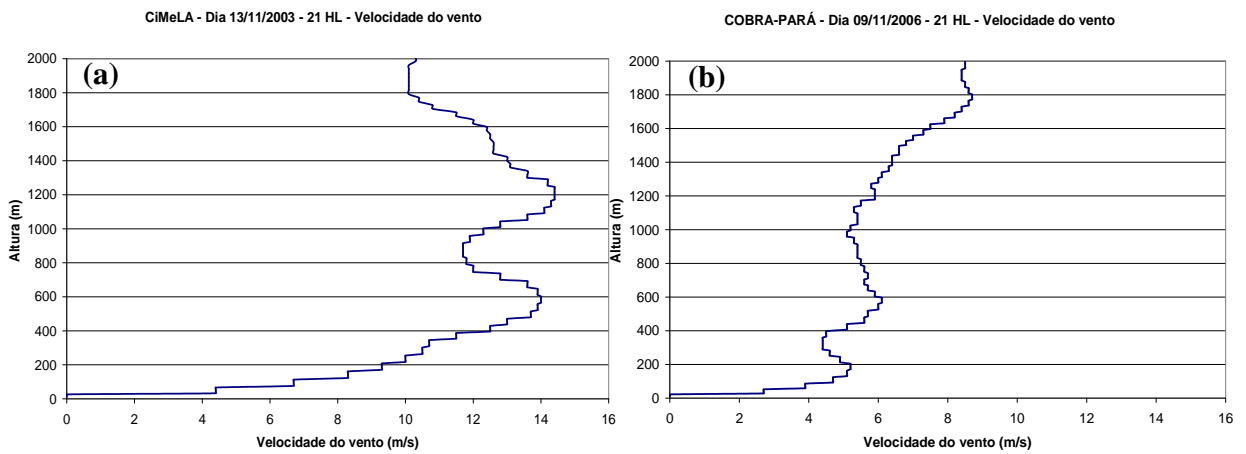 CiMeLA - Dia 13/11/2003 - 21 HL - Velocidade do vento
(a)
Altura (m)
2000
1800
1600
1400
1200
1000
800
600
400
200
0
0 2 4 6 8 10 12 14 16
Velocidade do vento (m/s)
COBRA-PARÁ - Dia 09/11/2006 - 21 HL - Velocidade do vento
(b)
Altura (m)
2000
1800
1600
1400
1200
1000
800
600
400
200
0
0 2 4 6 8 10 12 14 16
Velocidade do vento (m/s)